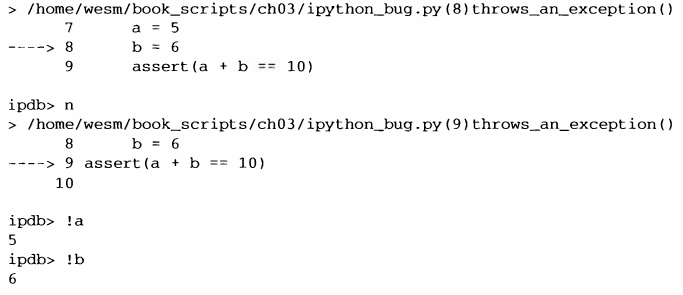 > /home/wesm/book_scripts/ch03/ipython_bug.py(8)throws_an_exception()
      7      a = 5
----> 8      b = 6
      9      assert(a + b == 10)

ipdb> n
> /home/wesm/book_scripts/ch03/ipython_bug.py(9)throws_an_exception()
      8      b = 6
----> 9 assert(a + b == 10)
     10

ipdb> !a
5
ipdb> !b
6